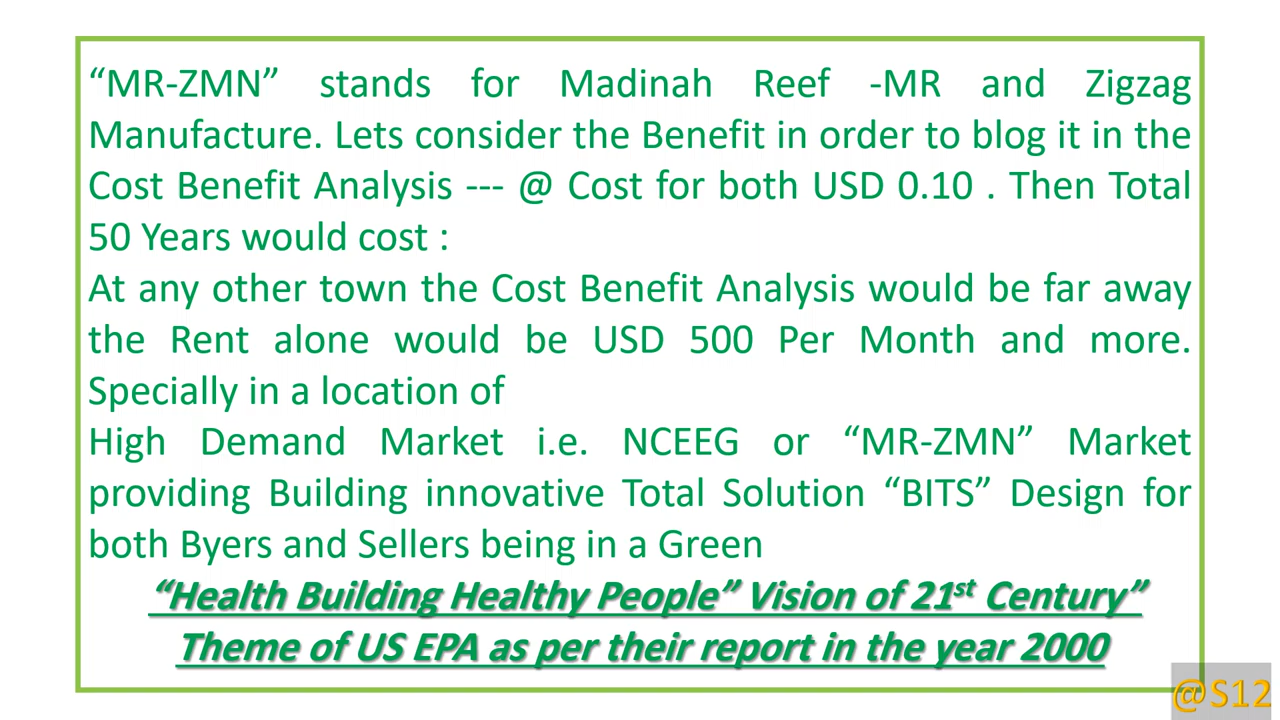 “MR-ZMN” stands for Madinah Reef -MR and Zigzag
Manufacture. Lets consider the Benefit in order to blog it in the
Cost Benefit Analysis --- @ Cost for both USD 0.10 . Then Total
50 Years would cost :
At any other town the Cost Benefit Analysis would be far away
the Rent alone would be USD 500 Per Month and more.
Specially in a location of
High Demand Market i.e. NCEEG or “MR-ZMN” Market
providing Building innovative Total Solution “BITS” Design for
both Byers and Sellers being in a Green
“Health Building Healthy People” Vision of 21st Century”
Theme of US EPA as per their report in the year 2000
@S12